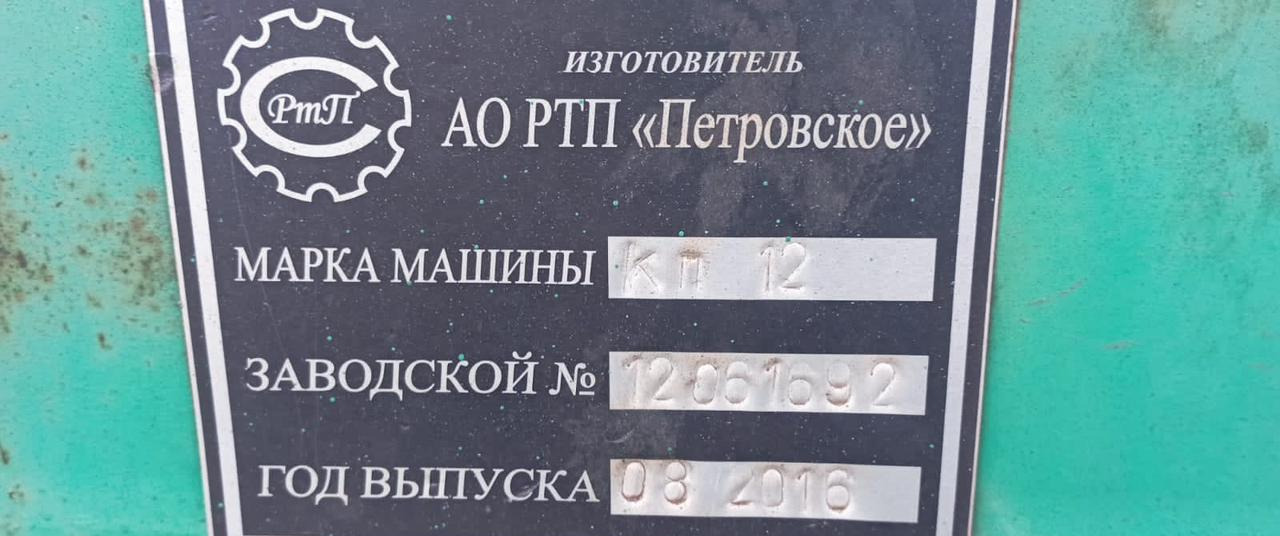 РтП
ИЗГОТОВИТЕЛЬ
АО РТП «Петровское»
МАРКА МАШИНЫ КП 12
ЗАВОДСКОЙ № 12061692
ГОД ВЫПУСКА 08 2016